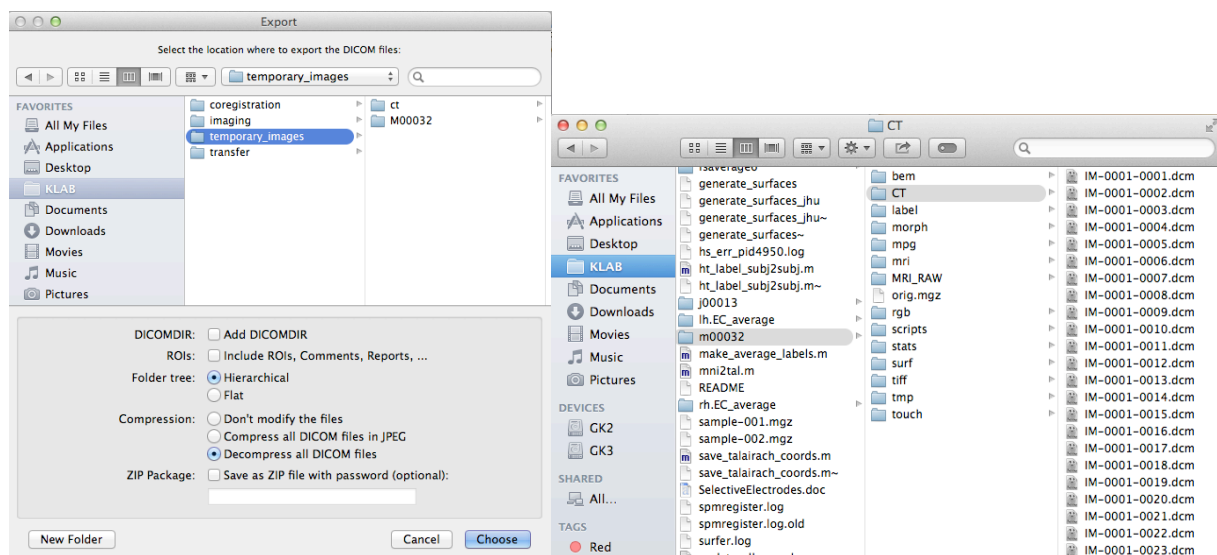 Export
Select the location where to export the DICOM files:
temporary_images
FAVORITES
All My Files
Applications
Desktop
KLAB
Documents
Downloads
Movies
Music
Pictures
coregistration
imaging
temporary_images
transfer
ct
M00032
DICOMDIR: Add DICOMDIR
ROIs: Include ROIs, Comments, Reports, ...
Folder tree: Hierarchical
Flat
Compression: Don't modify the files
Compress all DICOM files in JPEG
Decompress all DICOM files
ZIP Package: Save as ZIP file with password (optional):
New Folder
Cancel
Choose
CT
FAVORITES
All My Files
Applications
Desktop
KLAB
Documents
Downloads
Movies
Music
Pictures
DEVICES
GK2
GK3
SHARED
All...
TAGS
Red
generate_surfaces
generate_surfaces_jhu
generate_surfaces_jhu~
generate_surfaces~
hs_err_pid4950.log
ht_label_subj2subj.m
ht_label_subj2subj.m~
j00013
lh.EC_average
m00032
make_average_labels.m
mni2tal.m
README
rh.EC_average
sample-001.mgz
sample-002.mgz
save_talairach_coords.m
save_talairach_coords.m~
SelectiveElectrodes.doc
spmregister.log
spmregister.log.old
surfer.log
bem
CT
label
morph
mpg
mri
MRI_RAW
orig.mgz
rgb
scripts
stats
surf
tiff
tmp
touch
IM-0001-0001.dcm
IM-0001-0002.dcm
IM-0001-0003.dcm
IM-0001-0004.dcm
IM-0001-0005.dcm
IM-0001-0006.dcm
IM-0001-0007.dcm
IM-0001-0008.dcm
IM-0001-0009.dcm
IM-0001-0010.dcm
IM-0001-0011.dcm
IM-0001-0012.dcm
IM-0001-0013.dcm
IM-0001-0014.dcm
IM-0001-0015.dcm
IM-0001-0016.dcm
IM-0001-0017.dcm
IM-0001-0018.dcm
IM-0001-0019.dcm
IM-0001-0020.dcm
IM-0001-0021.dcm
IM-0001-0022.dcm
IM-0001-0023.dcm